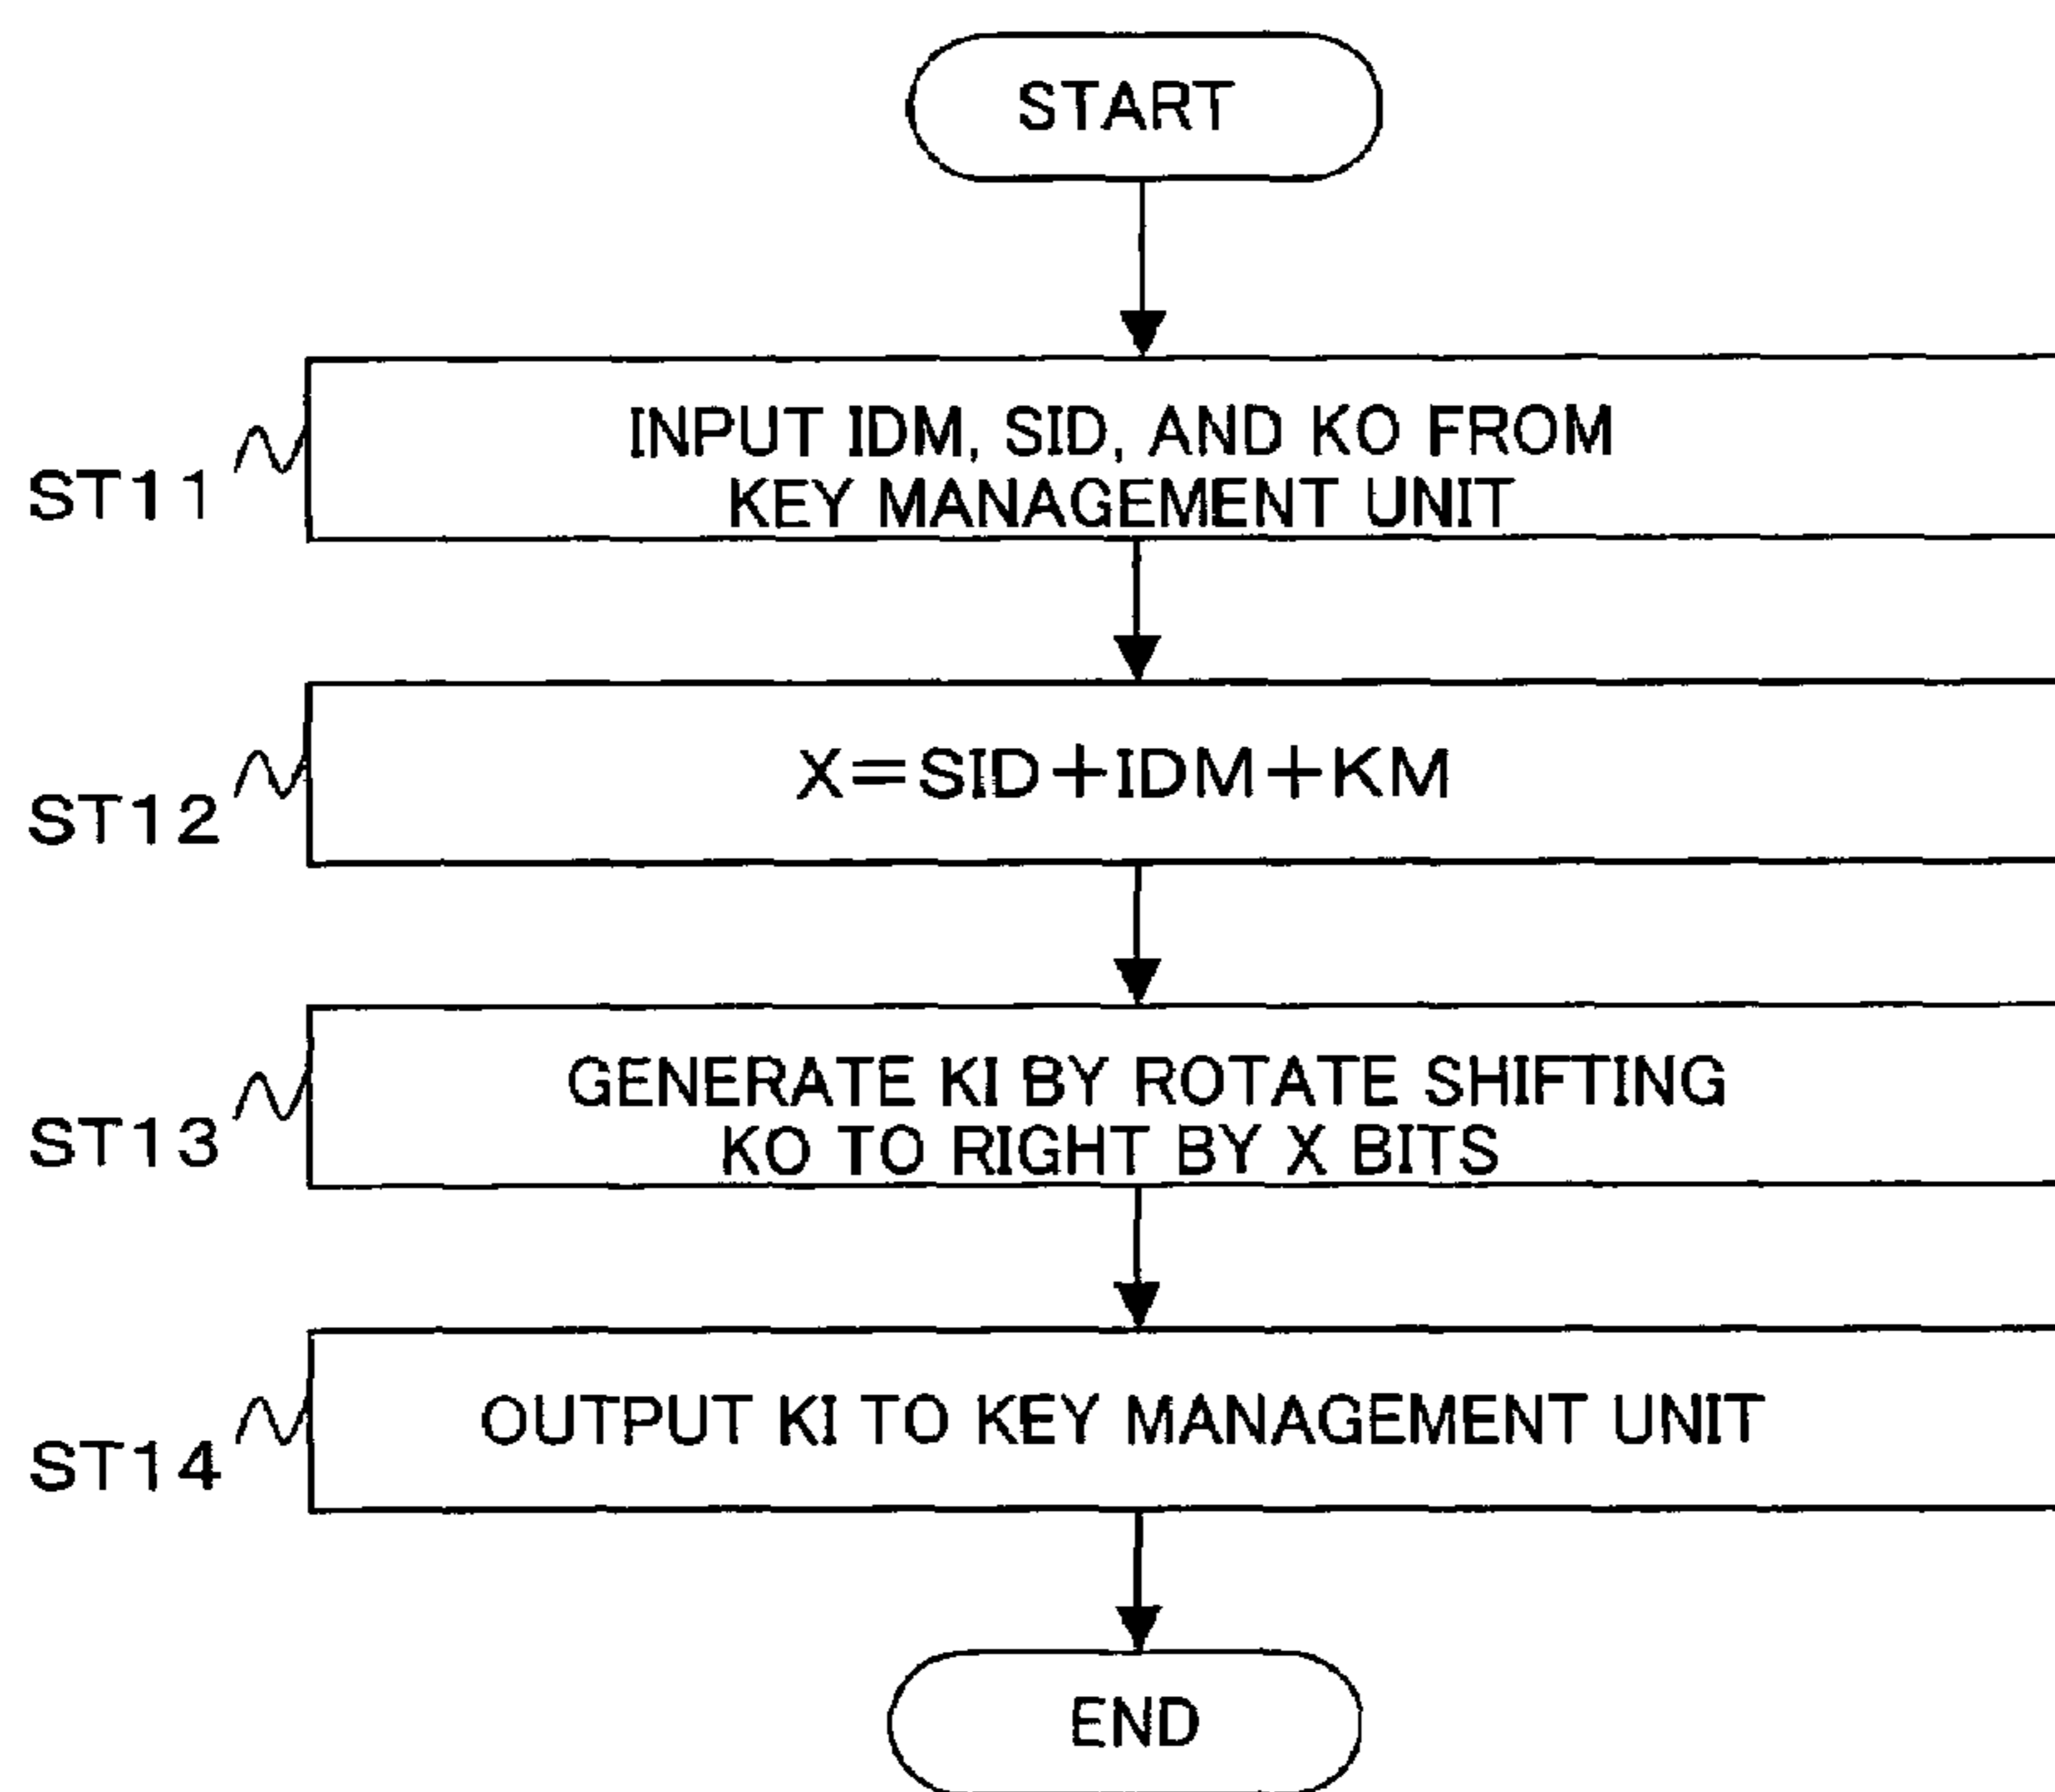 START
INPUT IDM, SID, AND KO FROM
KEY MANAGEMENT UNIT
ST11
X=SID+IDM+KM
ST12
GENERATE KI BY ROTATE SHIFTING
KO TO RIGHT BY X BITS
ST13
OUTPUT KI TO KEY MANAGEMENT UNIT
ST14
END